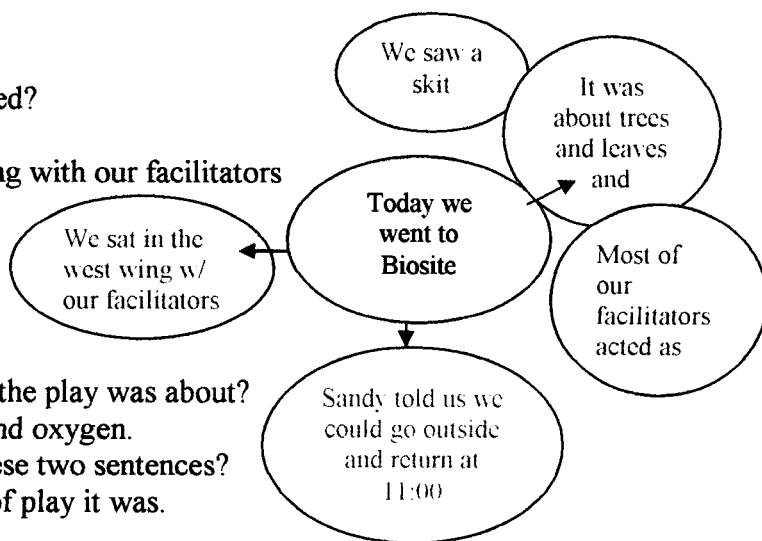 ed?
ng with our facilitators
the play was about?
nd oxygen.
ese two sentences?
of play it was.
We saw a
skit
It was
about trees
and leaves
and
Today we
went to
Biosite
We sat in the
west wing w/
our facilitators
Most of
our
facilitators
acted as
Sandy told us we
could go outside
and return at
11:00